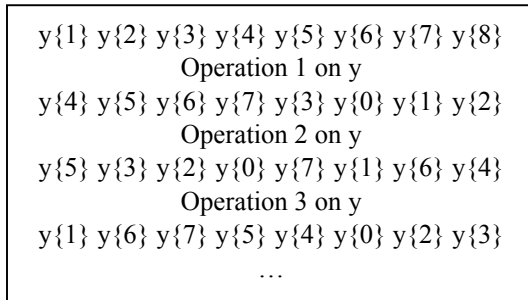 y{1} y{2} y{3} y{4} y{5} y{6} y{7} y{8}
Operation 1 on y
y{4} y{5} y{6} y{7} y{3} y{0} y{1} y{2}
Operation 2 on y
y{5} y{3} y{2} y{0} y{7} y{1} y{6} y{4}
Operation 3 on y
y{1} y{6} y{7} y{5} y{4} y{0} y{2} y{3}
…